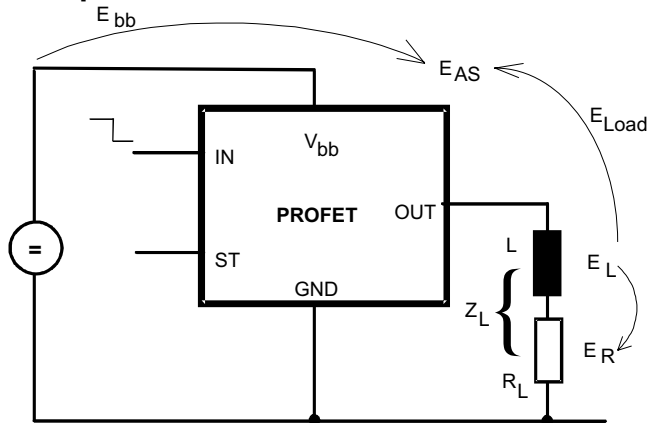 E bb
E AS
E Load
V bb
IN
PROFET
OUT
=
ST
L
E L
GND
Z L {
E R
R L